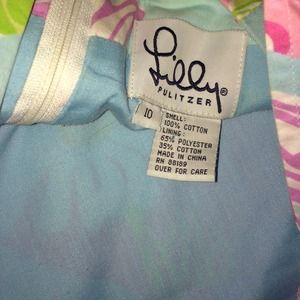 Lilly®
PULITZER
10
SHELL:
100% COTTON
LINING:
65% POLYESTER
35% COTTON
MADE IN CHINA
RN 88189
OVER FOR CARE